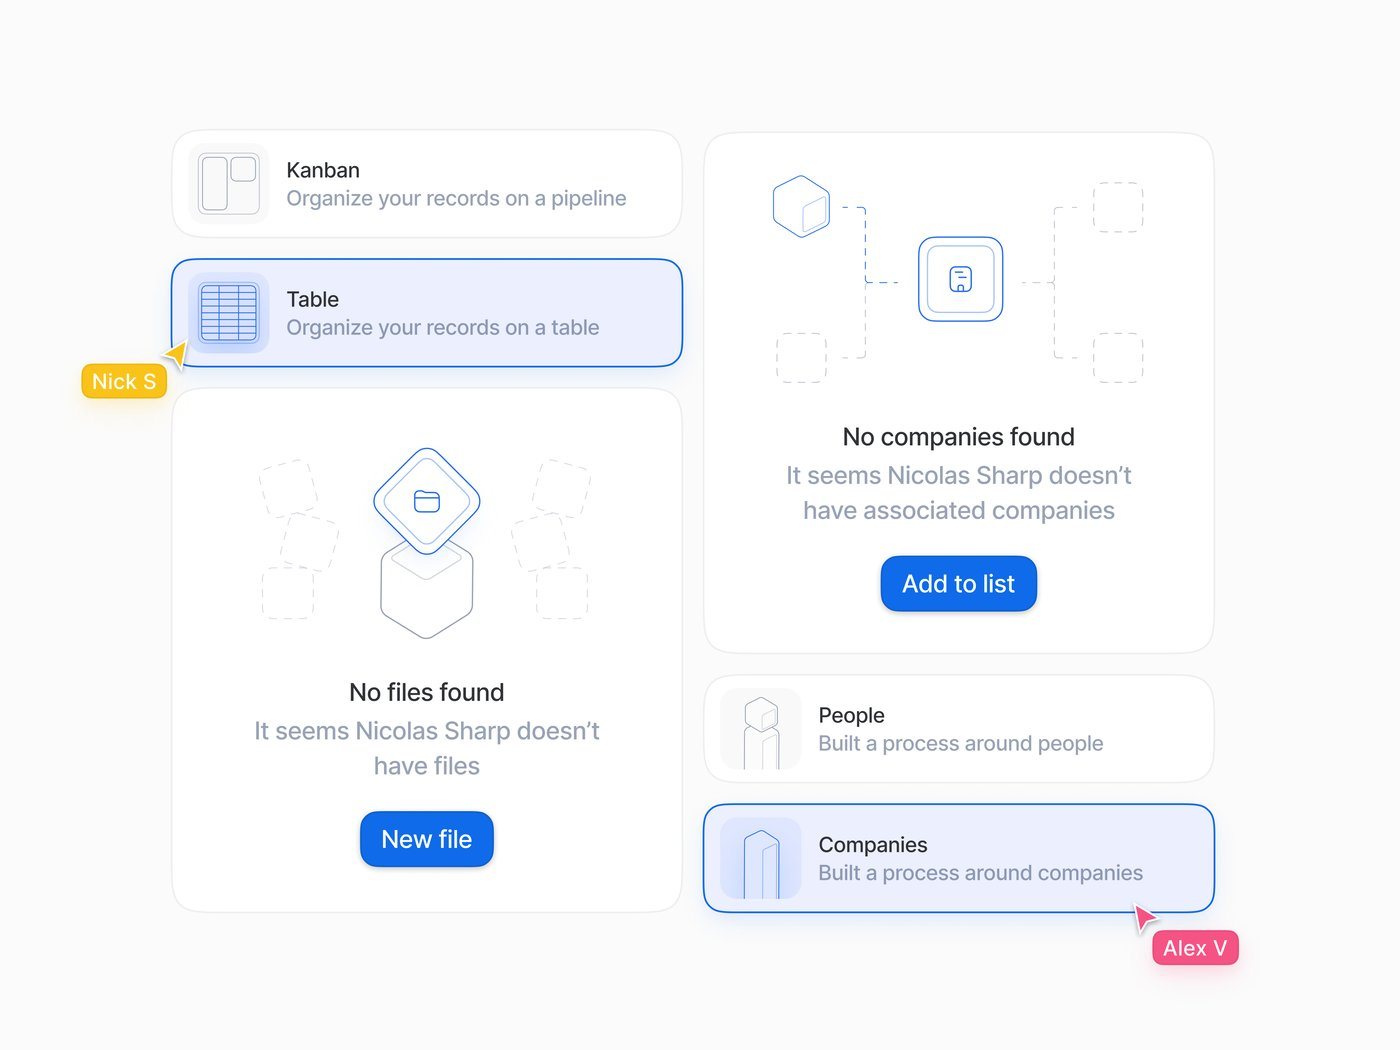 Kanban
Organize your records on a pipeline
Table
Organize your records on a table
Nick S
No files found
It seems Nicolas Sharp doesn’t
have files
New file
No companies found
It seems Nicolas Sharp doesn’t
have associated companies
Add to list
People
Built a process around people
Companies
Built a process around companies
Alex V